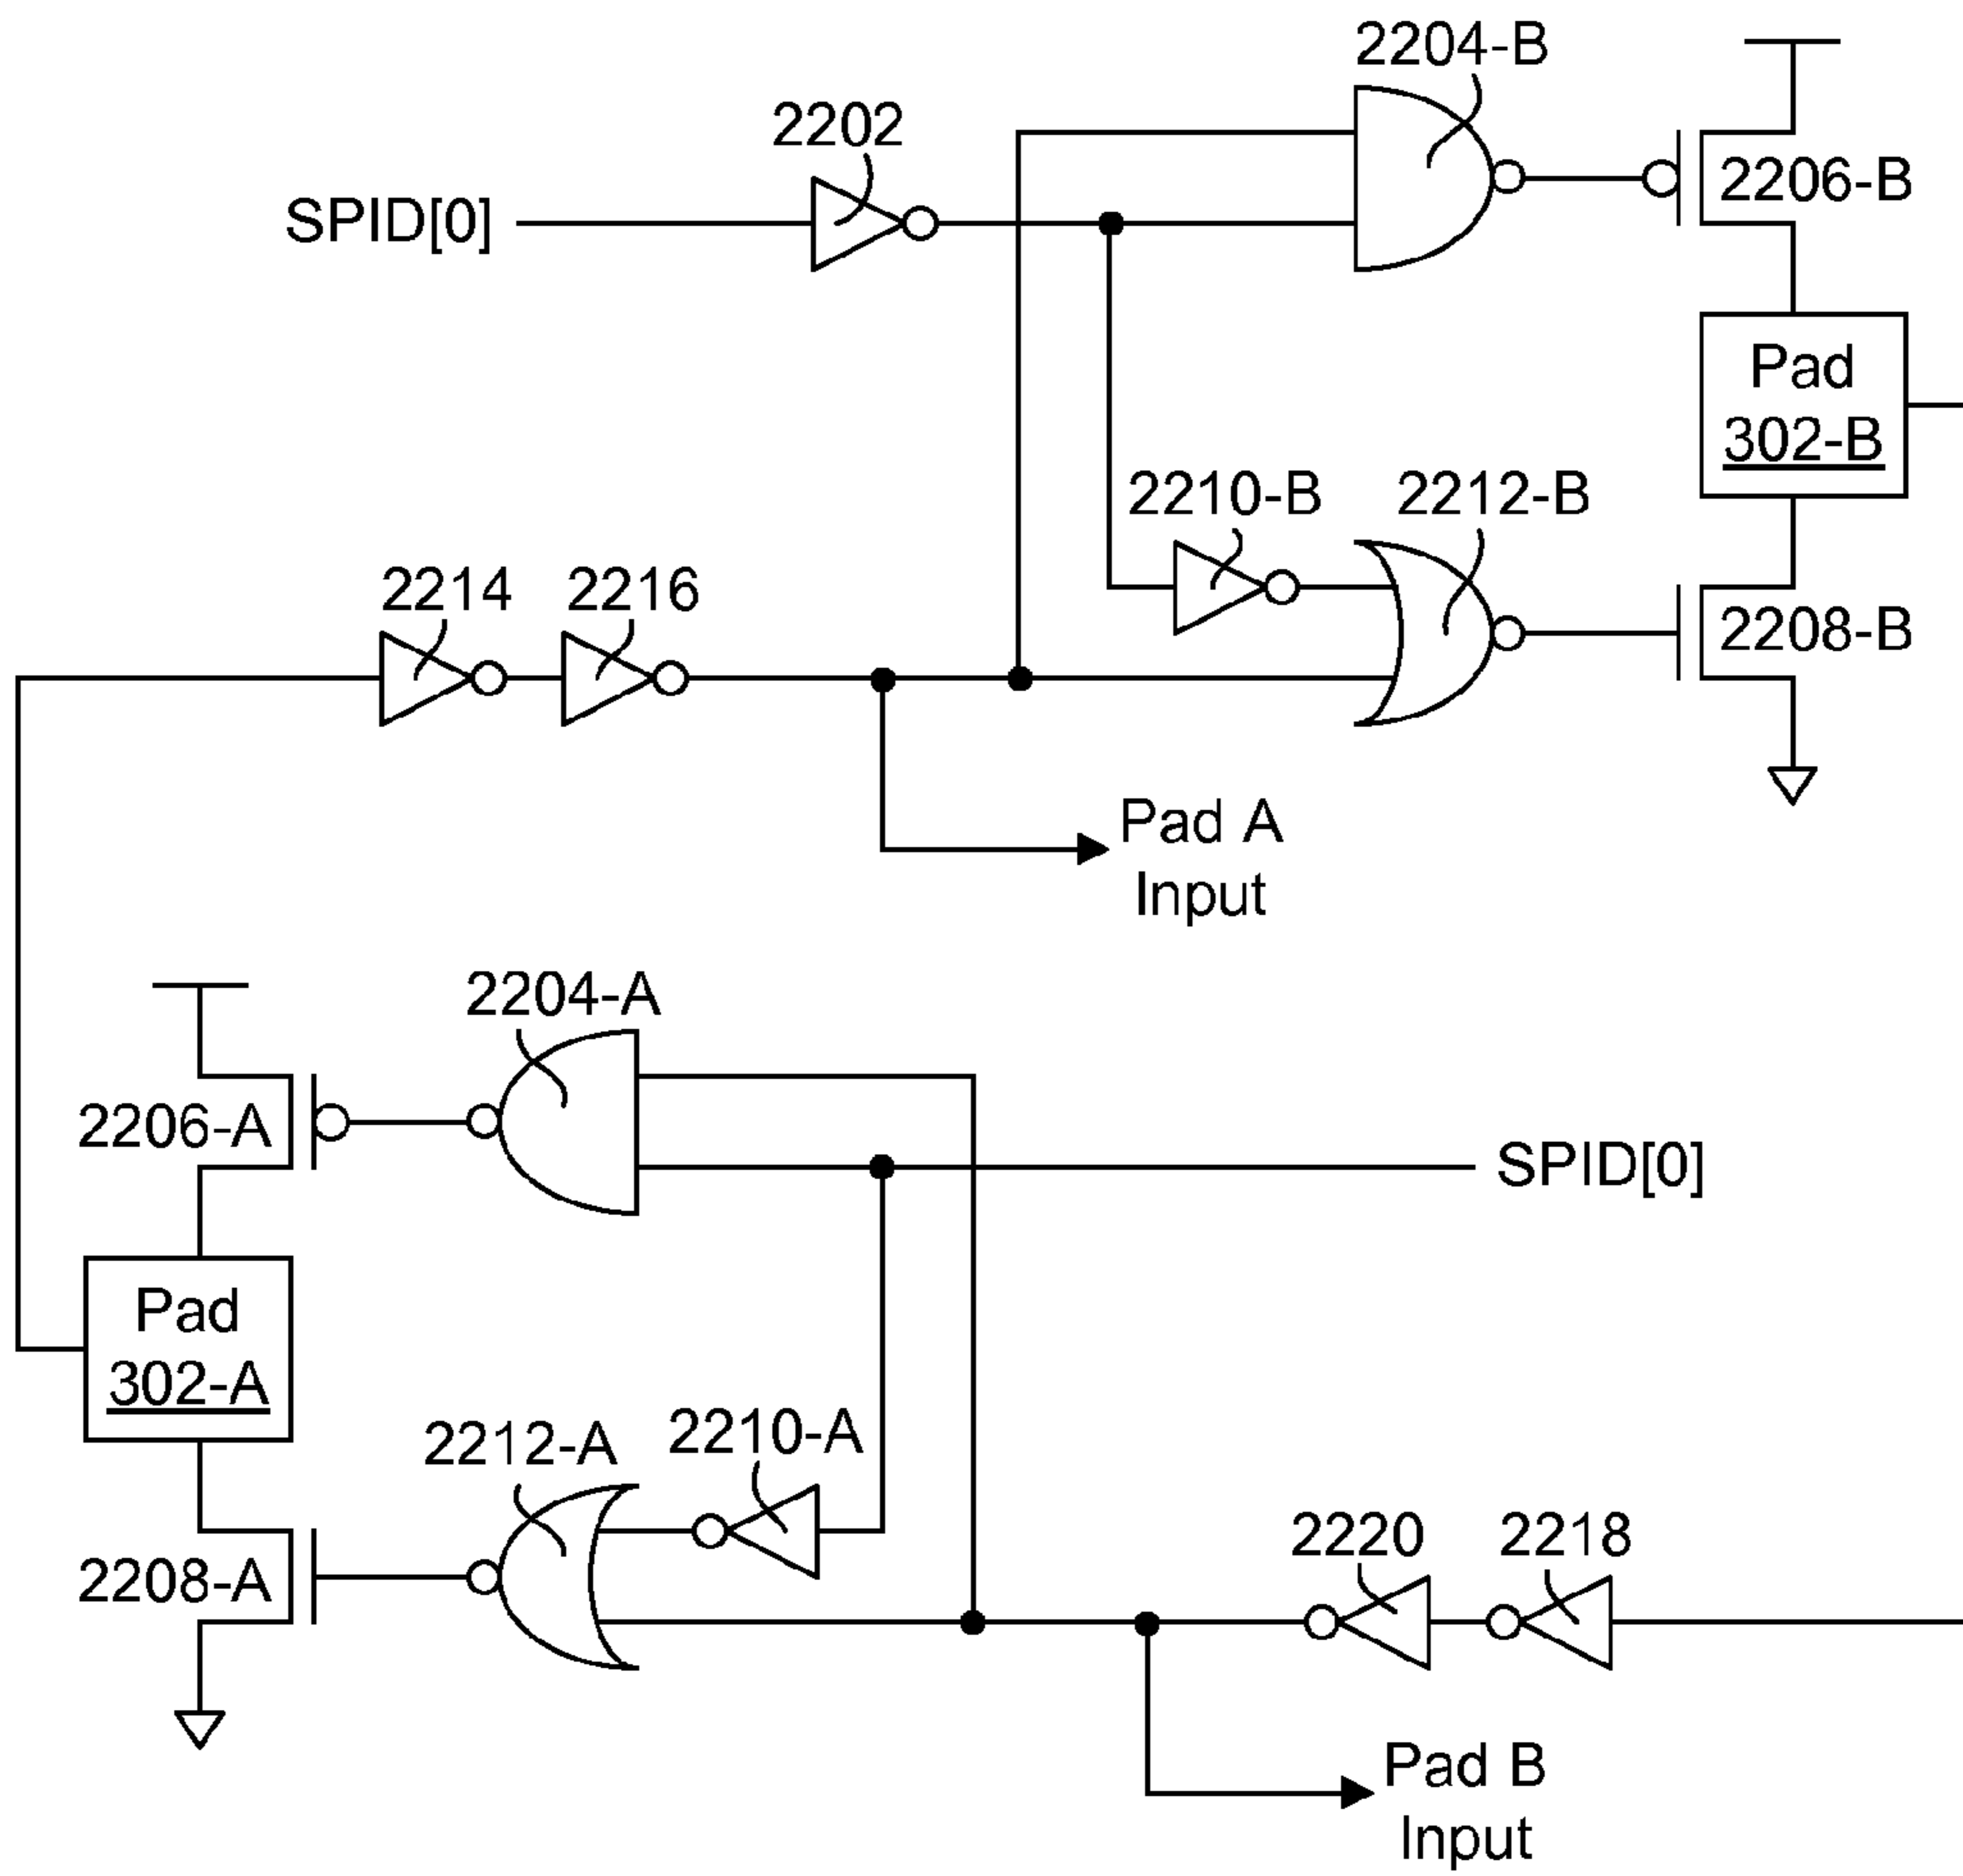 2204-B
2202
2206-B
SPID[0]
Pad
302-B
2210-B
2212-B
2214
2216
2208-B
Pad A
Input
2204-A
2206-A
SPID[0]
Pad
302-A
2212-A
2210-A
2220
2218
2208-A
Pad B
Input